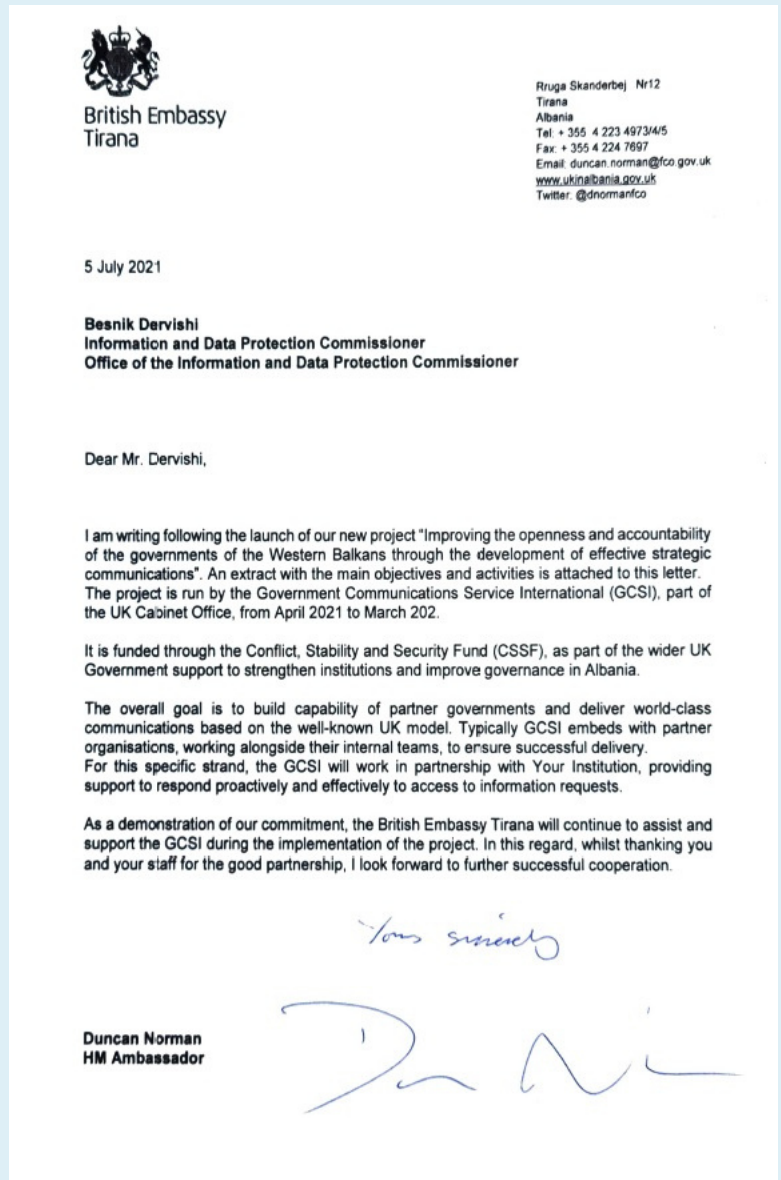 British Embassy
Tirana
Rruga Skanderbej Nr12
Tirana
Albania
Tel: + 355 4 223 4973/4/5
Fax: + 355 4 224 7697
Email: duncan.norman@fco.gov.uk
www.ukinalbania.gov.uk
Twitter: @dnormanfco
5 July 2021
Besnik Dervishi
Information and Data Protection Commissioner
Office of the Information and Data Protection Commissioner
Dear Mr. Dervishi,
I am writing following the launch of our new project "Improving the openness and accountability
of the governments of the Western Balkans through the development of effective strategic
communications". An extract with the main objectives and activities is attached to this letter.
The project is run by the Government Communications Service International (GCSI), part of
the UK Cabinet Office, from April 2021 to March 202.
It is funded through the Conflict, Stability and Security Fund (CSSF), as part of the wider UK
Government support to strengthen institutions and improve governance in Albania.
The overall goal is to build capability of partner governments and deliver world-class
communications based on the well-known UK model. Typically GCSI embeds with partner
organisations, working alongside their internal teams, to ensure successful delivery.
For this specific strand, the GCSI will work in partnership with Your Institution, providing
support to respond proactively and effectively to access to information requests.
As a demonstration of our commitment, the British Embassy Tirana will continue to assist and
support the GCSI during the implementation of the project. In this regard, whilst thanking you
and your staff for the good partnership, I look forward to further successful cooperation.
Yours sincerely
Duncan Norman
HM Ambassador